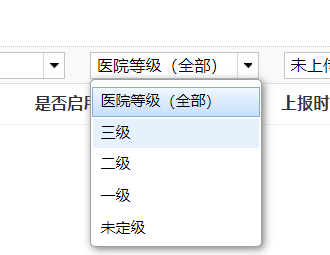 医院等级（全部）
未上
是否启
上报时
医院等级（全部）
三级
二级
一级
未定级